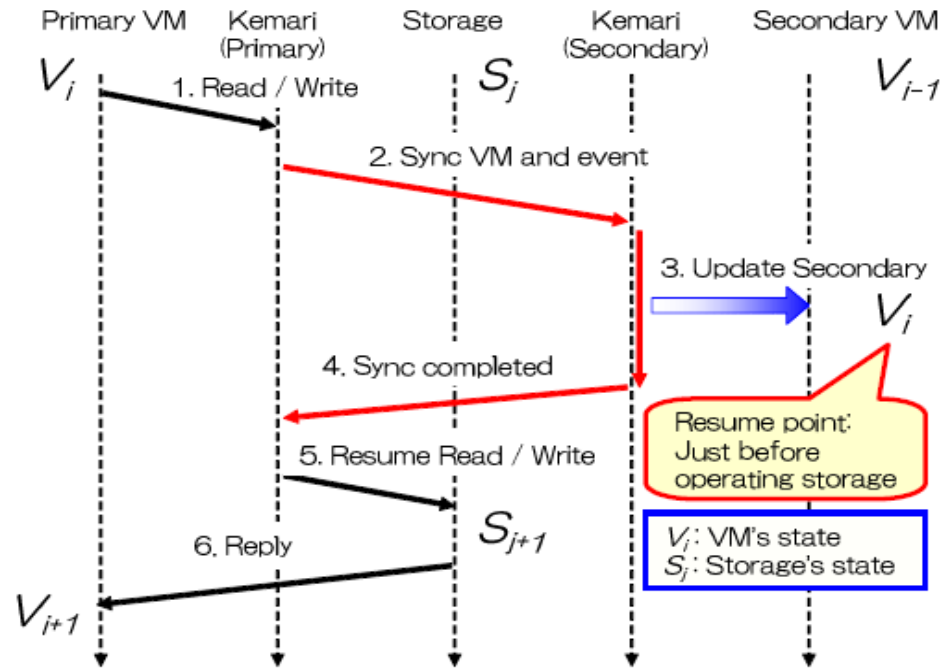 Primary VM
Kemari
(Primary)
Storage
Kemari
(Secondary)
Secondary VM
Vi
Sj
Vi-1
1. Read / Write
2. Sync VM and event
3. Update Secondary
Vi
4. Sync completed
Resume point:
Just before
operating storage
5. Resume Read / Write
Sj+1
Vi: VM's state
Sj: Storage's state
6. Reply
Vi+1